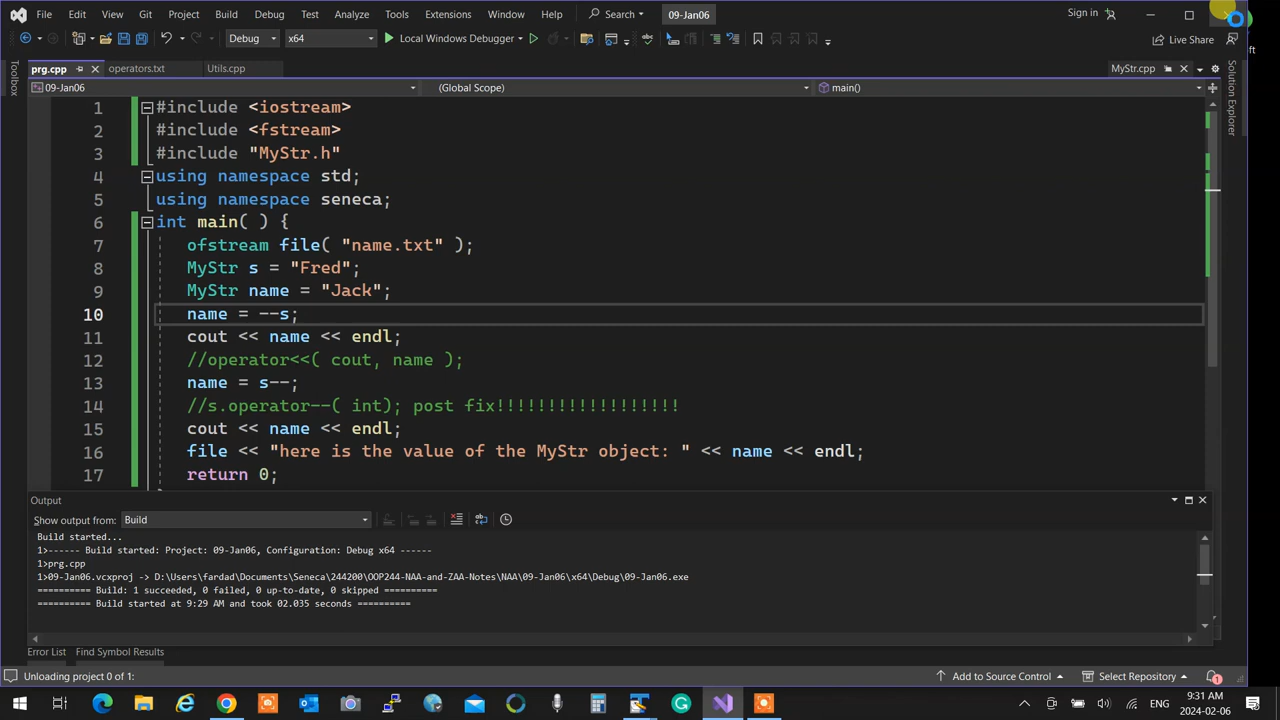 File Edit View Git Project Build Debug Test Analyze Tools Extensions Window Help Search 09-Jan06 Sign in
Debug x64 Local Windows Debugger Live Share
prg.cpp operators.txt Utils.cpp MyStr.cpp
09-Jan06 (Global Scope) main()
Toolbox
Solution Explorer
ft
1 #include <iostream>
2 #include <fstream>
3 #include "MyStr.h"
4 using namespace std;
5 using namespace seneca;
6 int main( ) {
7 ofstream file( "name.txt" );
8 MyStr s = "Fred";
9 MyStr name = "Jack";
10 name = --s;
11 cout << name << endl;
12 //operator<<( cout, name );
13 name = s--;
14 //s.operator--( int); post fix!!!!!!!!!!!!!!!!!!
15 cout << name << endl;
16 file << "here is the value of the MyStr object: " << name << endl;
17 return 0;
Output
Show output from: Build
Build started...
1>------ Build started: Project: 09-Jan06, Configuration: Debug x64 ------
1>prg.cpp
1>09-Jan06.vcxproj -> D:\Users\fardad\Documents\Seneca\244200\OOP244-NAA-and-ZAA-Notes\NAA\09-Jan06\x64\Debug\09-Jan06.exe
========== Build: 1 succeeded, 0 failed, 0 up-to-date, 0 skipped ==========
========== Build started at 9:29 AM and took 02.035 seconds ==========
Error List Find Symbol Results
Unloading project 0 of 1: Add to Source Control Select Repository 1
ENG 9:31 AM
2024-02-06